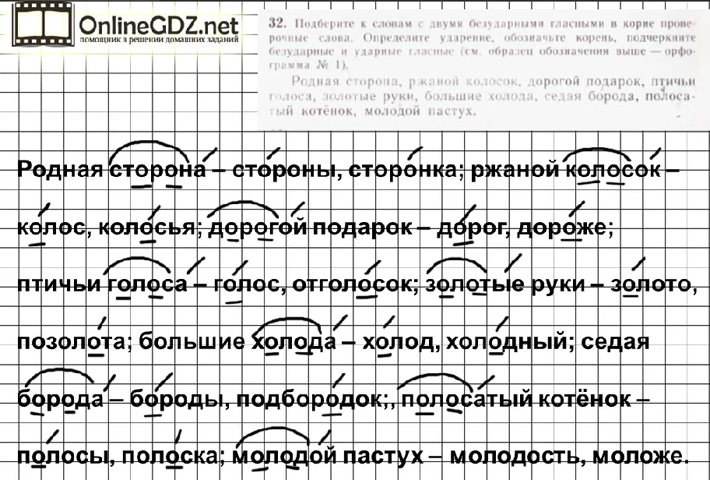 OnlineGDZ.net
помощник в решении домашних заданий
32. Подберите к словам с двумя безударными гласными в корне прове-
рочные слова. Определите ударение, обозначьте корень, подчеркните
безударные и ударные гласные (см. образец обозначения выше — орфо-
грамма № 1).
Родная сторона, ржаной колосок, дорогой подарок, птичьи
голоса, золотые руки, большие холода, седая борода, полоса-
тый котёнок, молодой пастух.
Родная сторона – стороны, сторонка; ржаной колосок –
колос, колосья; дорогой подарок – дорог, дороже;
птичьи голоса – голос, отголосок; золотые руки – золото,
позолота; большие холода – холод, холодный; седая
борода – бороды, подбородок;, полосатый котёнок –
полосы, полоска; молодой пастух – молодость, моложе.